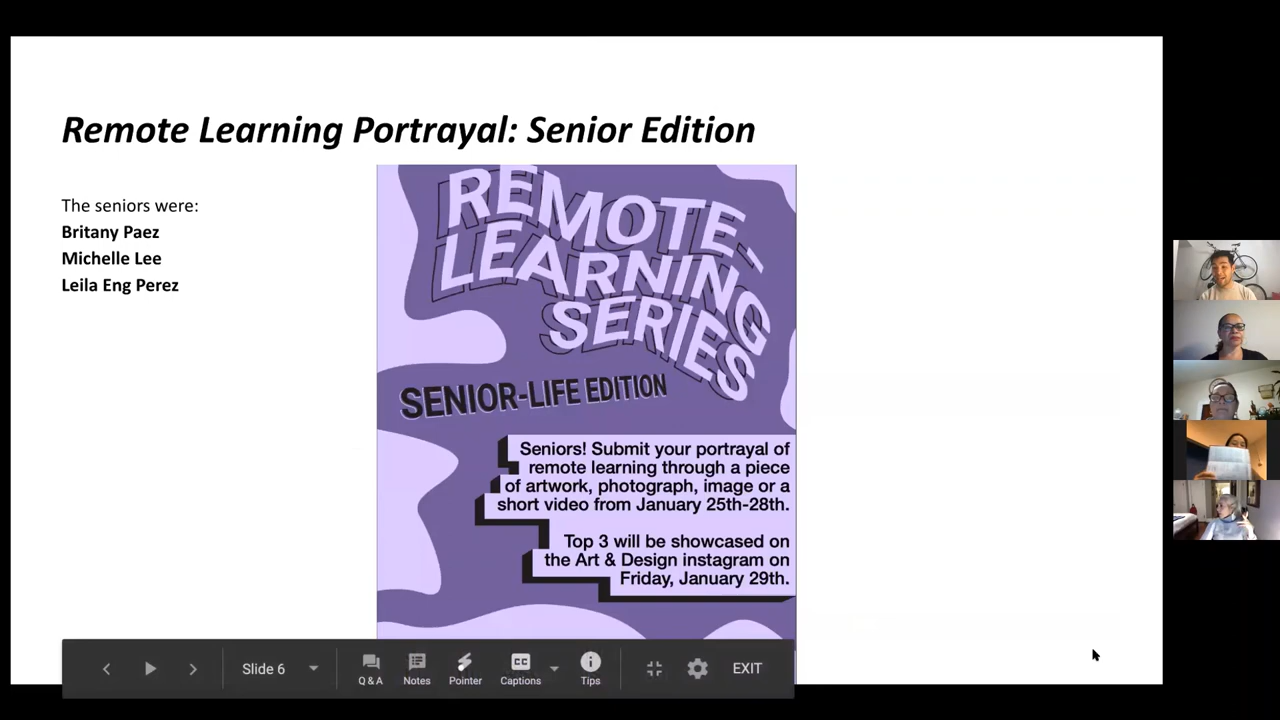 Remote Learning Portrayal: Senior Edition
The seniors were:
Britany Paez
Michelle Lee
Leila Eng Perez
REMOTE-
LEARNING
SERIES
SENIOR-LIFE EDITION
Seniors! Submit your portrayal of
remote learning through a piece
of artwork, photograph, image or a
short video from January 25th-28th.
Top 3 will be showcased on
the Art & Design instagram on
Friday, January 29th.
Slide 6
Q & A
Notes
Pointer
CC
Captions
Tips
EXIT